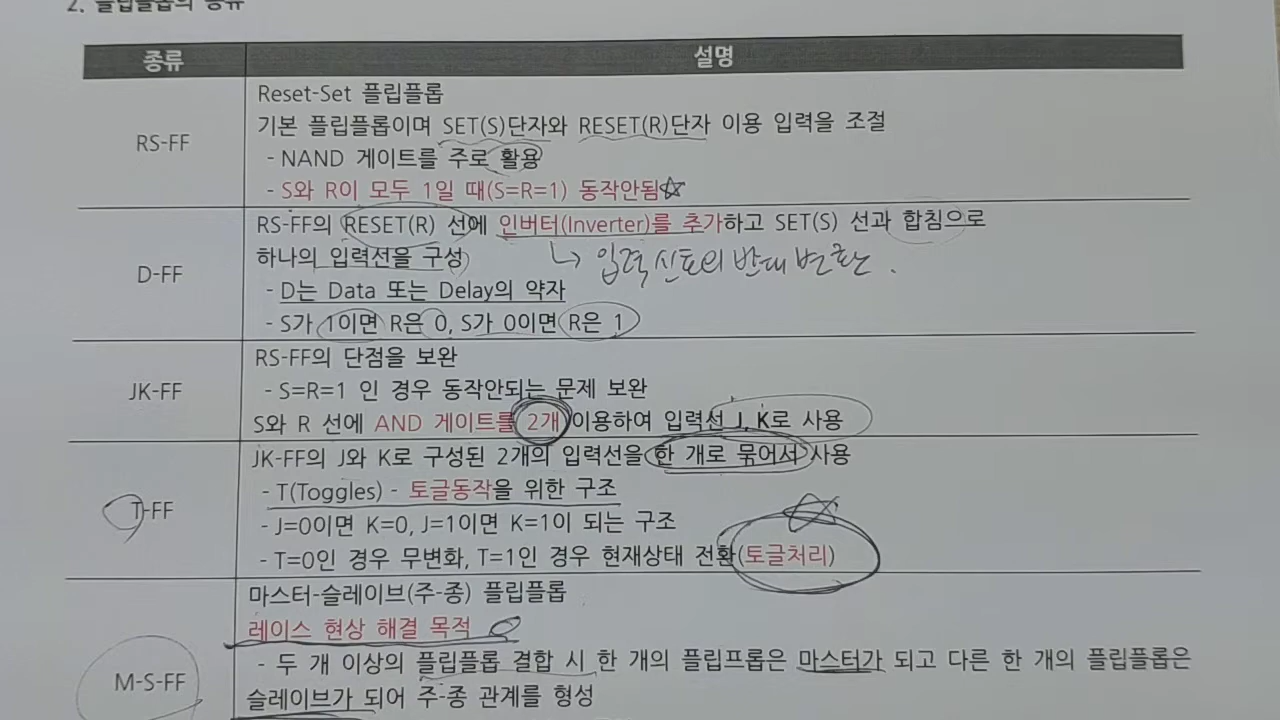 2. 플립플롭의 종류
종류
설명
RS-FF
Reset-Set 플립플롭
기본 플립플롭이며 SET(S)단자와 RESET(R)단자 이용 입력을 조절
- NAND 게이트를 주로 활용
- S와 R이 모두 1일 때(S=R=1) 동작안됨☆
D-FF
RS-FF의 RESET(R) 선에 인버터(Inverter)를 추가하고 SET(S) 선과 합침으로
하나의 입력선을 구성
↳ 입력신호의 반대 변환.
- D는 Data 또는 Delay의 약자
- S가 1이면 R은 0, S가 0이면 R은 1
JK-FF
RS-FF의 단점을 보완
- S=R=1 인 경우 동작안되는 문제 보완
S와 R 선에 AND 게이트를 2개 이용하여 입력선 J, K로 사용
T-FF
JK-FF의 J와 K로 구성된 2개의 입력선을 한 개로 묶어서 사용
- T(Toggles) - 토글동작을 위한 구조
- J=0이면 K=0, J=1이면 K=1이 되는 구조
- T=0인 경우 무변화, T=1인 경우 현재상태 전환(토글처리)
M-S-FF
마스터-슬레이브(주-종) 플립플롭
레이스 현상 해결 목적
- 두 개 이상의 플립플롭 결합 시 한 개의 플립프롭은 마스터가 되고 다른 한 개의 플립플롭은
슬레이브가 되어 주-종 관계를 형성